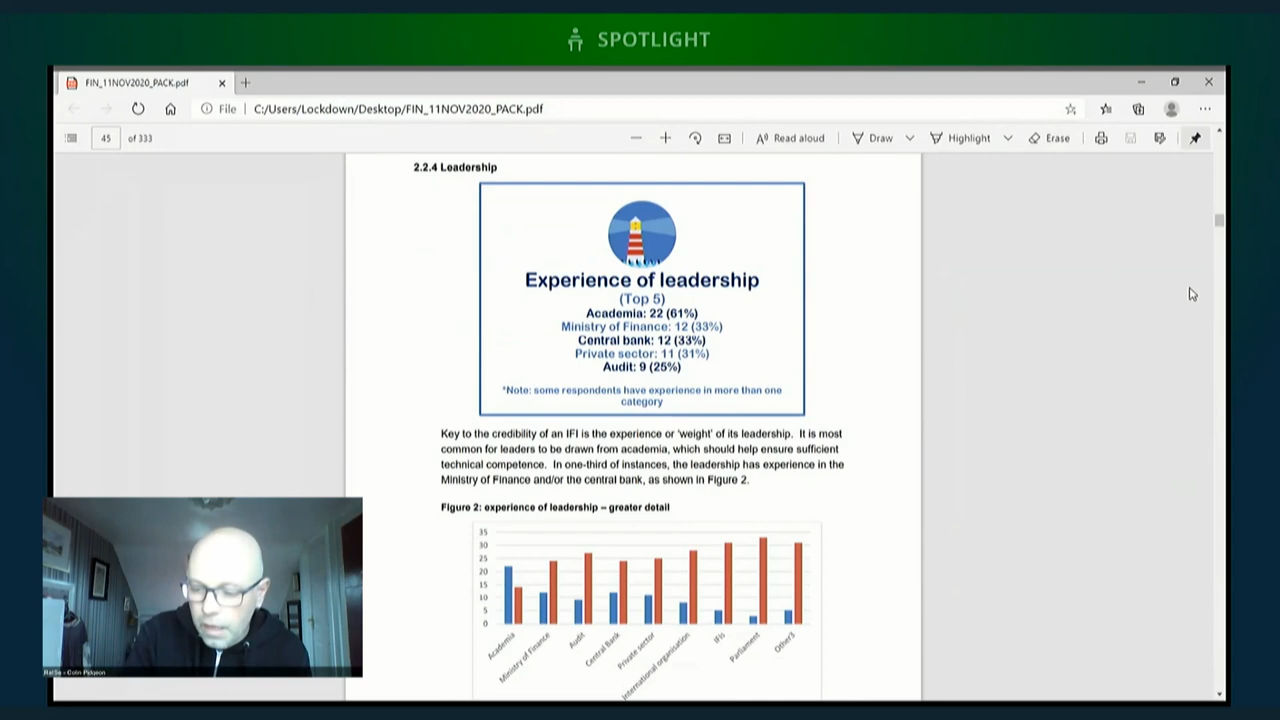 SPOTLIGHT
FIN_11NOV2020_PACK.pdf
File C:/Users/Lockdown/Desktop/FIN_11NOV2020_PACK.pdf
45 of 333 Read aloud Draw Highlight Erase
2.2.4 Leadership
Experience of leadership
(Top 5)
Academia: 22 (61%)
Ministry of Finance: 12 (33%)
Central bank: 12 (33%)
Private sector: 11 (31%)
Audit: 9 (25%)
*Note: some respondents have experience in more than one
category
Key to the credibility of an IFI is the experience or 'weight' of its leadership. It is most
common for leaders to be drawn from academia, which should help ensure sufficient
technical competence. In one-third of instances, the leadership has experience in the
Ministry of Finance and/or the central bank, as shown in Figure 2.
Figure 2: experience of leadership – greater detail
35
30
25
20
15
10
5
0
Academia
Ministry of Finance
Audit
Central Bank
Private sector
International organisation
IFIs
Parliament
Other3
RaISe - Colin Pidgeon